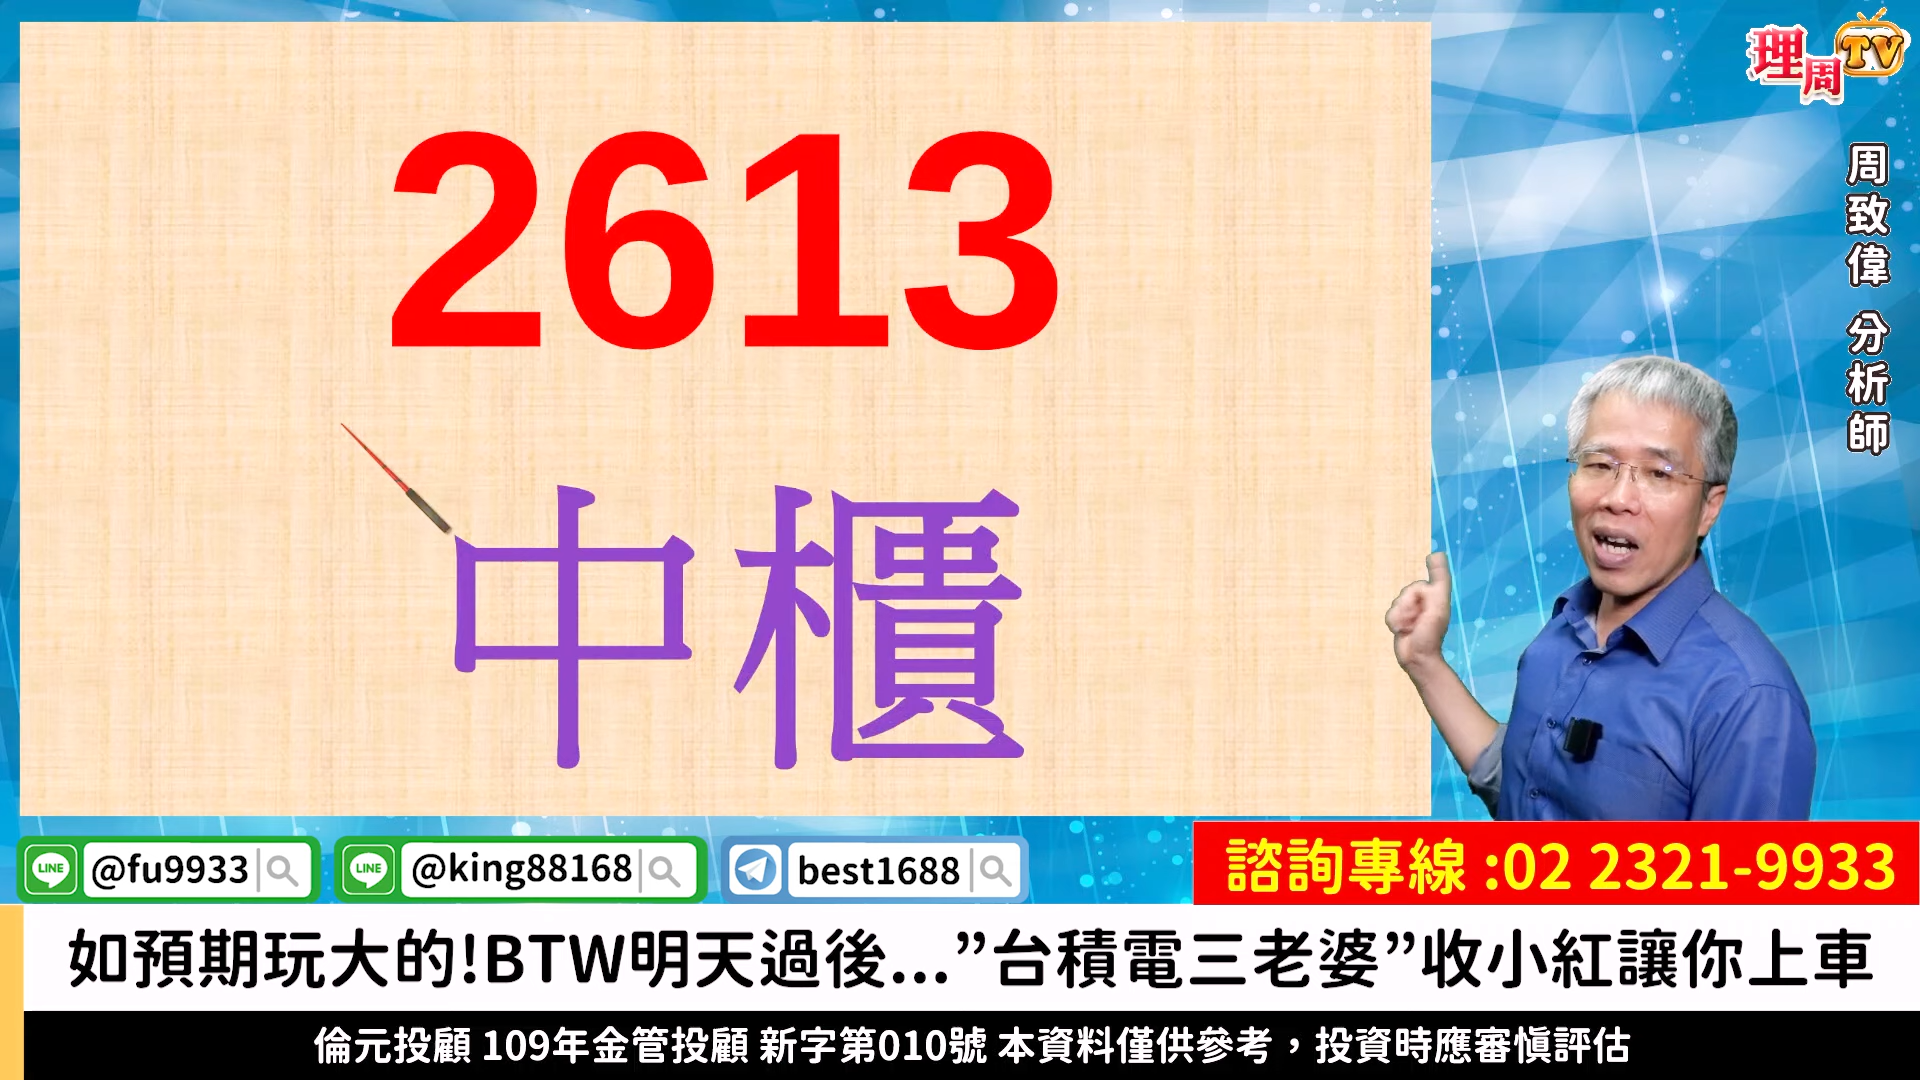 理周TV
周致偉 分析師
2613
中櫃
LINE @fu9933
LINE @king88168
best1688
諮詢專線 :02 2321-9933
如預期玩大的!BTW明天過後...”台積電三老婆”收小紅讓你上車
倫元投顧 109年金管投顧 新字第010號 本資料僅供參考，投資時應審慎評估